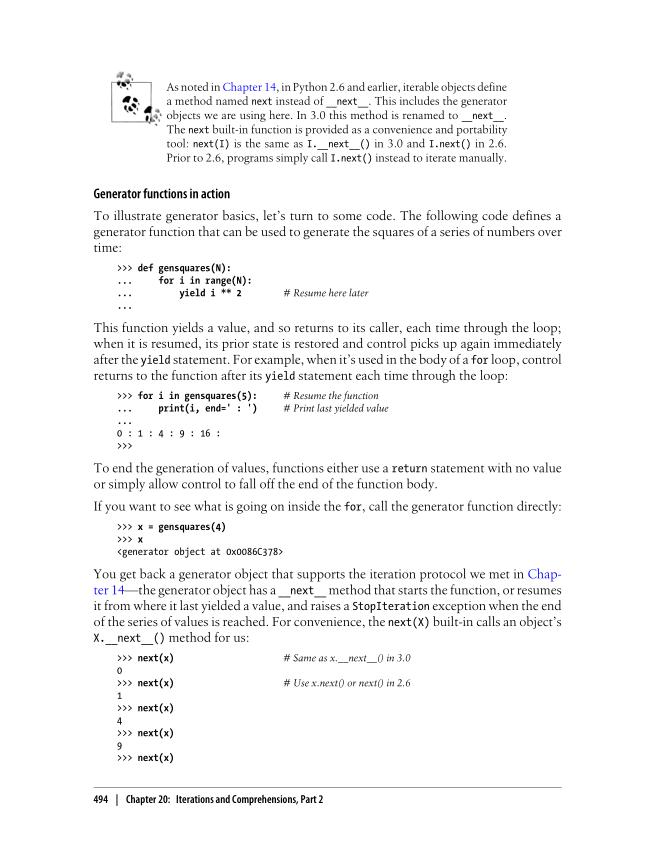 As noted in Chapter 14, in Python 2.6 and earlier, iterable objects define
a method named next instead of __next__. This includes the generator
objects we are using here. In 3.0 this method is renamed to __next__.
The next built-in function is provided as a convenience and portability
tool: next(I) is the same as I.__next__() in 3.0 and I.next() in 2.6.
Prior to 2.6, programs simply call I.next() instead to iterate manually.
Generator functions in action
To illustrate generator basics, let's turn to some code. The following code defines a
generator function that can be used to generate the squares of a series of numbers over
time:
>>> def gensquares(N):
...     for i in range(N):
...         yield i ** 2       # Resume here later
...
This function yields a value, and so returns to its caller, each time through the loop;
when it is resumed, its prior state is restored and control picks up again immediately
after the yield statement. For example, when it's used in the body of a for loop, control
returns to the function after its yield statement each time through the loop:
>>> for i in gensquares(5):    # Resume the function
...     print(i, end=' : ')    # Print last yielded value
...
0 : 1 : 4 : 9 : 16 :
>>>
To end the generation of values, functions either use a return statement with no value
or simply allow control to fall off the end of the function body.
If you want to see what is going on inside the for, call the generator function directly:
>>> x = gensquares(4)
>>> x
<generator object at 0x0086C378>
You get back a generator object that supports the iteration protocol we met in Chap-
ter 14—the generator object has a __next__ method that starts the function, or resumes
it from where it last yielded a value, and raises a StopIteration exception when the end
of the series of values is reached. For convenience, the next(X) built-in calls an object's
X.__next__() method for us:
>>> next(x)                    # Same as x.__next__() in 3.0
0
>>> next(x)                    # Use x.next() or next() in 2.6
1
>>> next(x)
4
>>> next(x)
9
>>> next(x)
494 | Chapter 20: Iterations and Comprehensions, Part 2